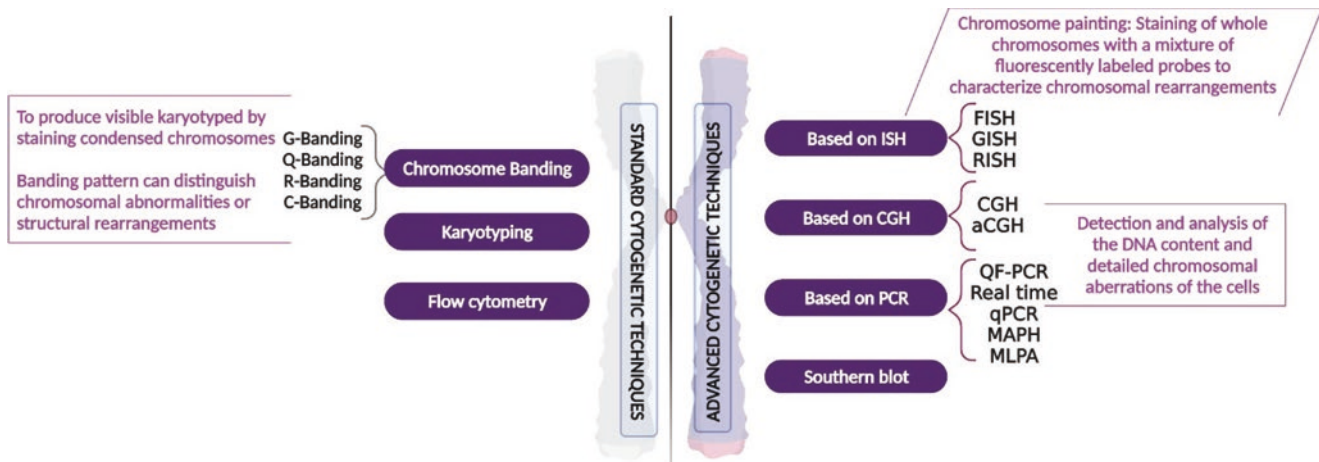 To produce visible karyotyped by
staining condensed chromosomes
Banding pattern can distinguish
chromosomal abnormalities or
structural rearrangements
G-Banding
Q-Banding
R-Banding
C-Banding
Chromosome Banding
Karyotyping
Flow cytometry
STANDARD CYTOGENETIC TECHNIQUES
ADVANCED CYTOGENETIC TECHNIQUES
Chromosome painting: Staining of whole
chromosomes with a mixture of
fluorescently labeled probes to
characterize chromosomal rearrangements
Based on ISH
FISH
GISH
RISH
Based on CGH
CGH
aCGH
Detection and analysis of
the DNA content and
detailed chromosomal
aberrations of the cells
Based on PCR
QF-PCR
Real time
qPCR
MAPH
MLPA
Southern blot